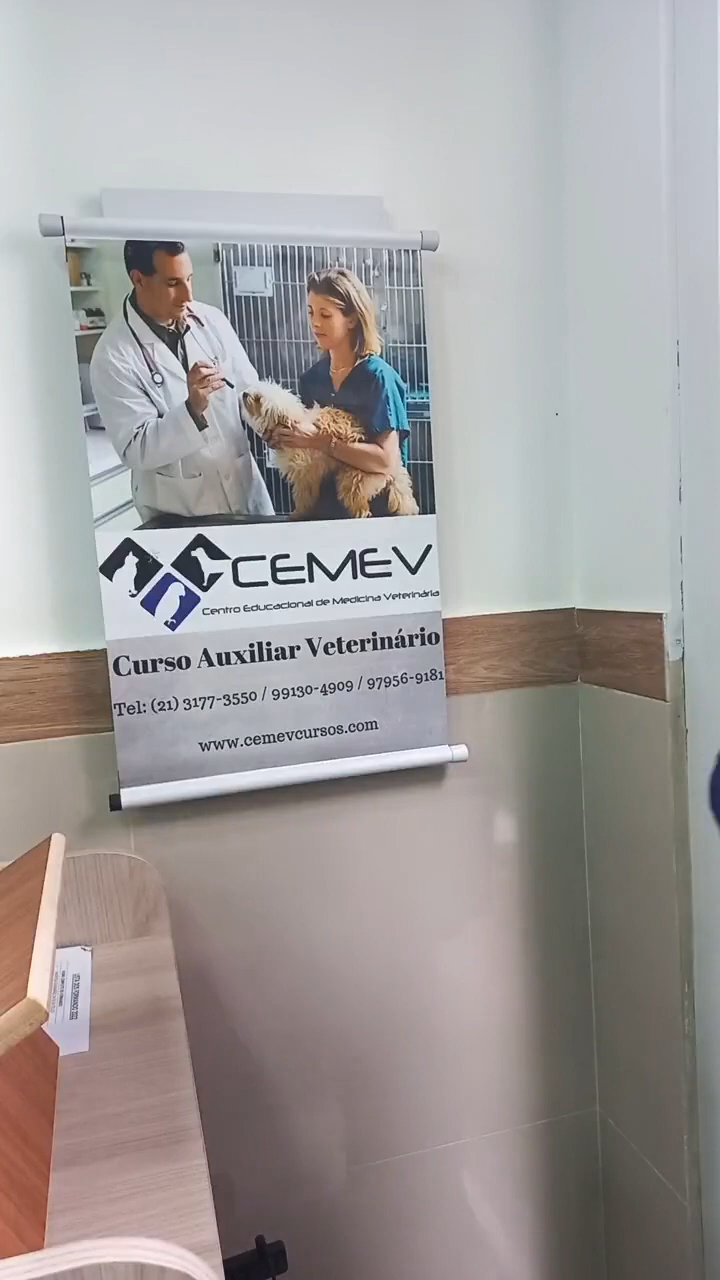 CEMEV
Centro Educacional de Medicina Veterinária
Curso Auxiliar Veterinário
Tel: (21) 3177-3550 / 99130-4909 / 97956-9181
www.cemevcursos.com